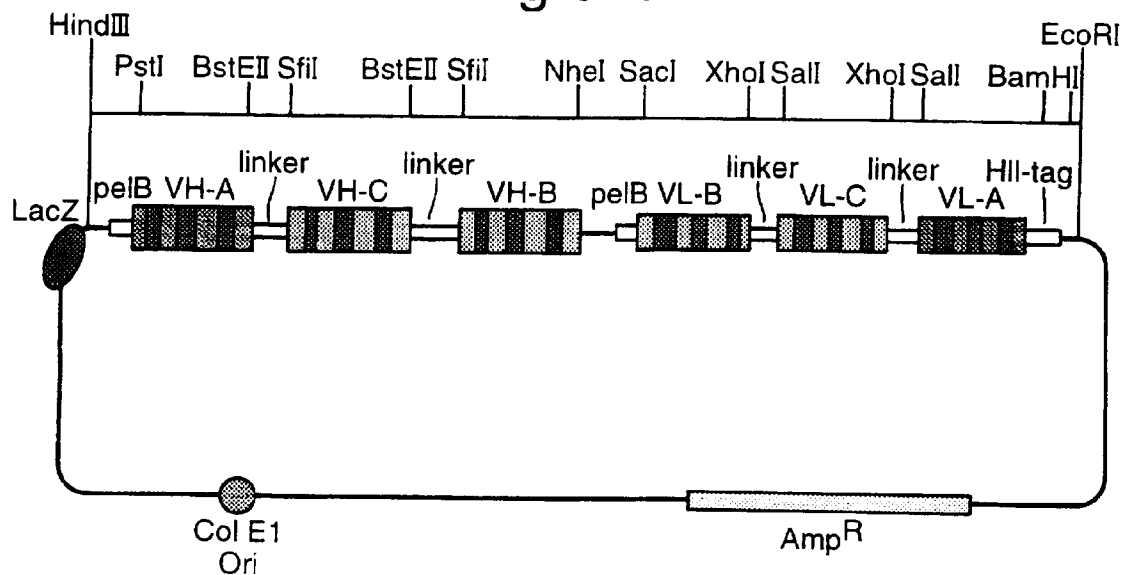 HindIII
EcoRI
PstI BstEII SfiI BstEII SfiI NheI SacI XhoI SalI XhoI SalI BamHI
linker linker linker linker HII-tag
pelB VH-A VH-C VH-B pelB VL-B VL-C VL-A
LacZ
Col E1
Ori
AmpR